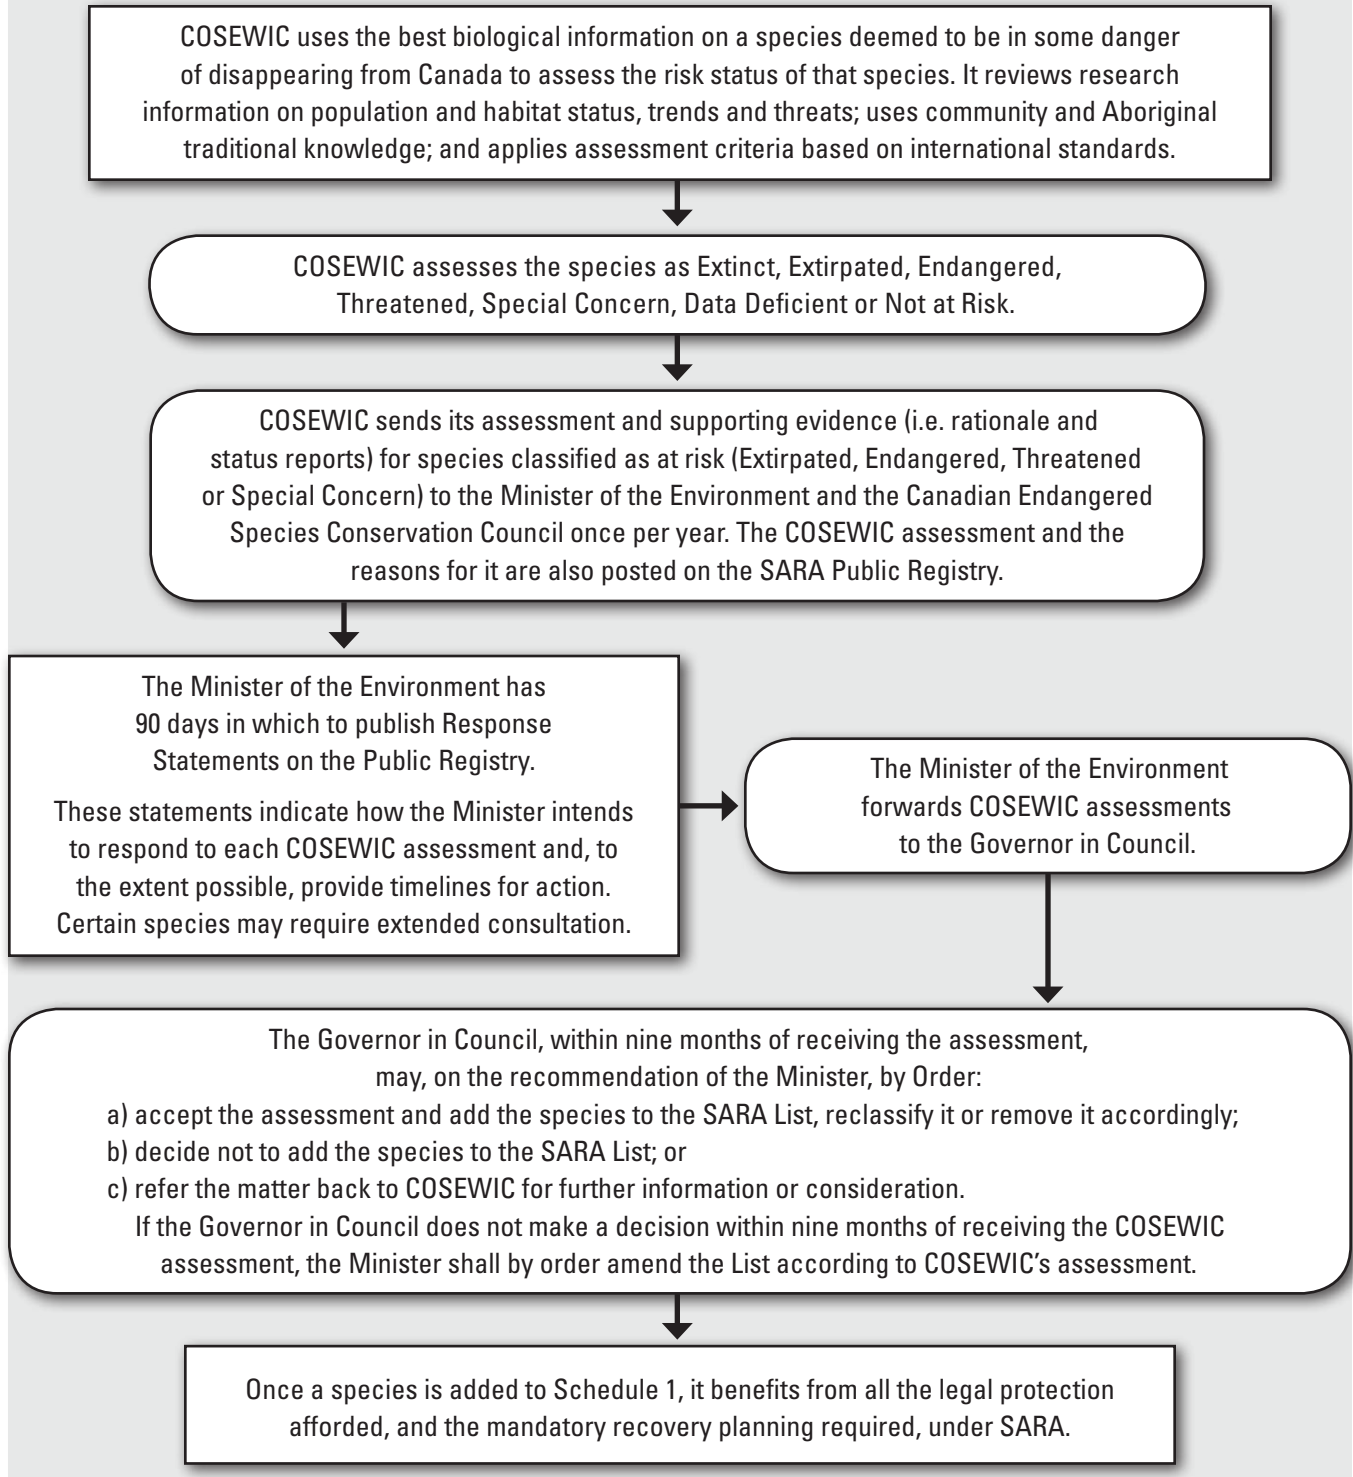 COSEWIC uses the best biological information on a species deemed to be in some danger
of disappearing from Canada to assess the risk status of that species. It reviews research
information on population and habitat status, trends and threats; uses community and Aboriginal
traditional knowledge; and applies assessment criteria based on international standards.
COSEWIC assesses the species as Extinct, Extirpated, Endangered,
Threatened, Special Concern, Data Deficient or Not at Risk.
COSEWIC sends its assessment and supporting evidence (i.e. rationale and
status reports) for species classified as at risk (Extirpated, Endangered, Threatened
or Special Concern) to the Minister of the Environment and the Canadian Endangered
Species Conservation Council once per year. The COSEWIC assessment and the
reasons for it are also posted on the SARA Public Registry.
The Minister of the Environment has
90 days in which to publish Response
Statements on the Public Registry.
These statements indicate how the Minister intends
to respond to each COSEWIC assessment and, to
the extent possible, provide timelines for action.
Certain species may require extended consultation.
The Minister of the Environment
forwards COSEWIC assessments
to the Governor in Council.
The Governor in Council, within nine months of receiving the assessment,
may, on the recommendation of the Minister, by Order:
a) accept the assessment and add the species to the SARA List, reclassify it or remove it accordingly;
b) decide not to add the species to the SARA List; or
c) refer the matter back to COSEWIC for further information or consideration.
If the Governor in Council does not make a decision within nine months of receiving the COSEWIC
assessment, the Minister shall by order amend the List according to COSEWIC's assessment.
Once a species is added to Schedule 1, it benefits from all the legal protection
afforded, and the mandatory recovery planning required, under SARA.